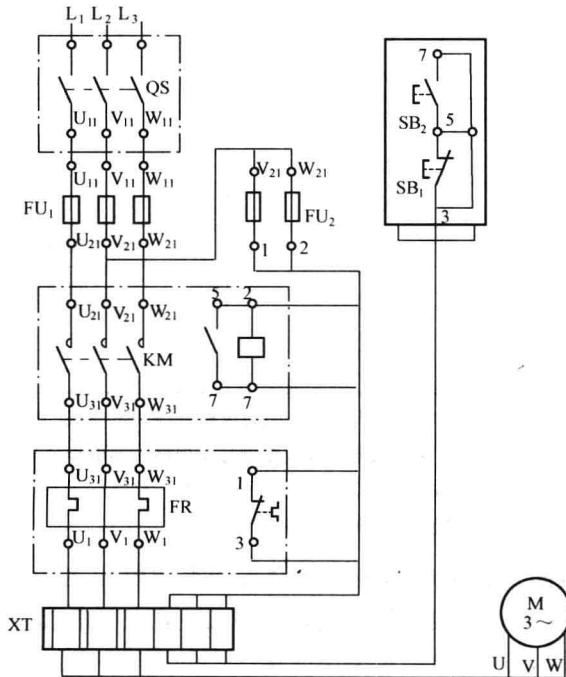 L₁ L₂ L₃
QS
U₁₁ V₁₁ W₁₁
U₁₁ V₁₁ W₁₁
FU₁
U₂₁ V₂₁ W₂₁
V₂₁ W₂₁
FU₂
1 2
7
SB₂ 5
SB₁
3
U₂₁ V₂₁ W₂₁
5 2
KM
7 7
U₃₁ V₃₁ W₃₁
U₃₁ V₃₁ W₃₁
1
FR
3
U₁ V₁ W₁
XT
M
3～
U V W